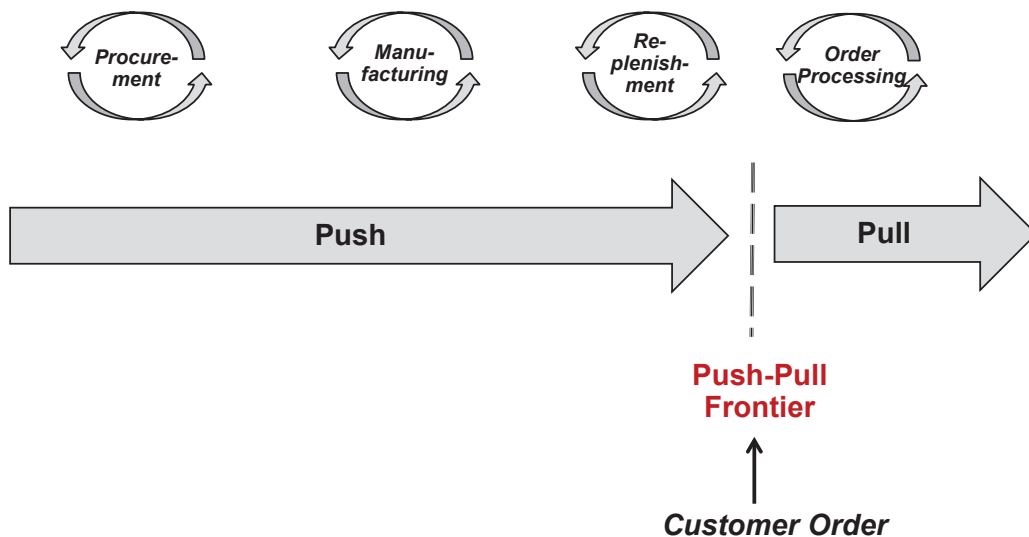 Procure-
ment
Manu-
facturing
Re-
plenish-
ment
Order
Processing
Push
Pull
Push-Pull
Frontier
Customer Order